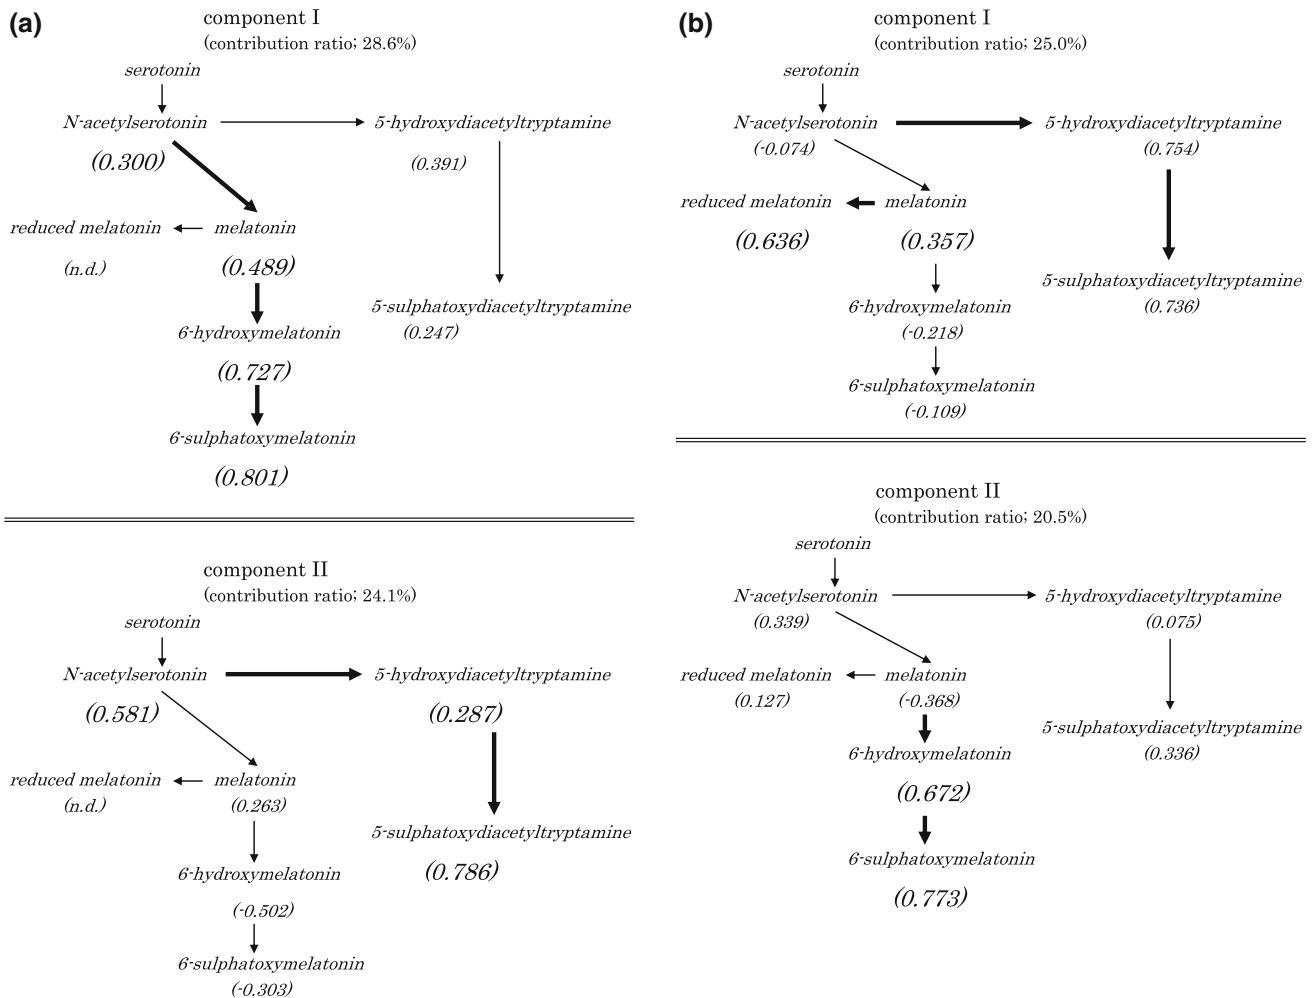 (a)
component I
(contribution ratio; 28.6%)
serotonin
N-acetylserotonin
5-hydroxydiacetyltryptamine
(0.300)
(0.391)
reduced melatonin
melatonin
(n.d.)
(0.489)
5-sulphatoxydiacetyltryptamine
(0.247)
6-hydroxymelatonin
(0.727)
6-sulphatoxymelatonin
(0.801)
component II
(contribution ratio; 24.1%)
serotonin
N-acetylserotonin
5-hydroxydiacetyltryptamine
(0.581)
(0.287)
reduced melatonin
melatonin
(n.d.)
(0.263)
5-sulphatoxydiacetyltryptamine
(0.786)
6-hydroxymelatonin
(-0.502)
6-sulphatoxymelatonin
(-0.303)
(b)
component I
(contribution ratio; 25.0%)
serotonin
N-acetylserotonin
5-hydroxydiacetyltryptamine
(-0.074)
(0.754)
reduced melatonin
melatonin
(0.636)
(0.357)
5-sulphatoxydiacetyltryptamine
(0.736)
6-hydroxymelatonin
(-0.218)
6-sulphatoxymelatonin
(-0.109)
component II
(contribution ratio; 20.5%)
serotonin
N-acetylserotonin
5-hydroxydiacetyltryptamine
(0.339)
(0.075)
reduced melatonin
melatonin
(0.127)
(-0.368)
5-sulphatoxydiacetyltryptamine
(0.336)
6-hydroxymelatonin
(0.672)
6-sulphatoxymelatonin
(0.773)